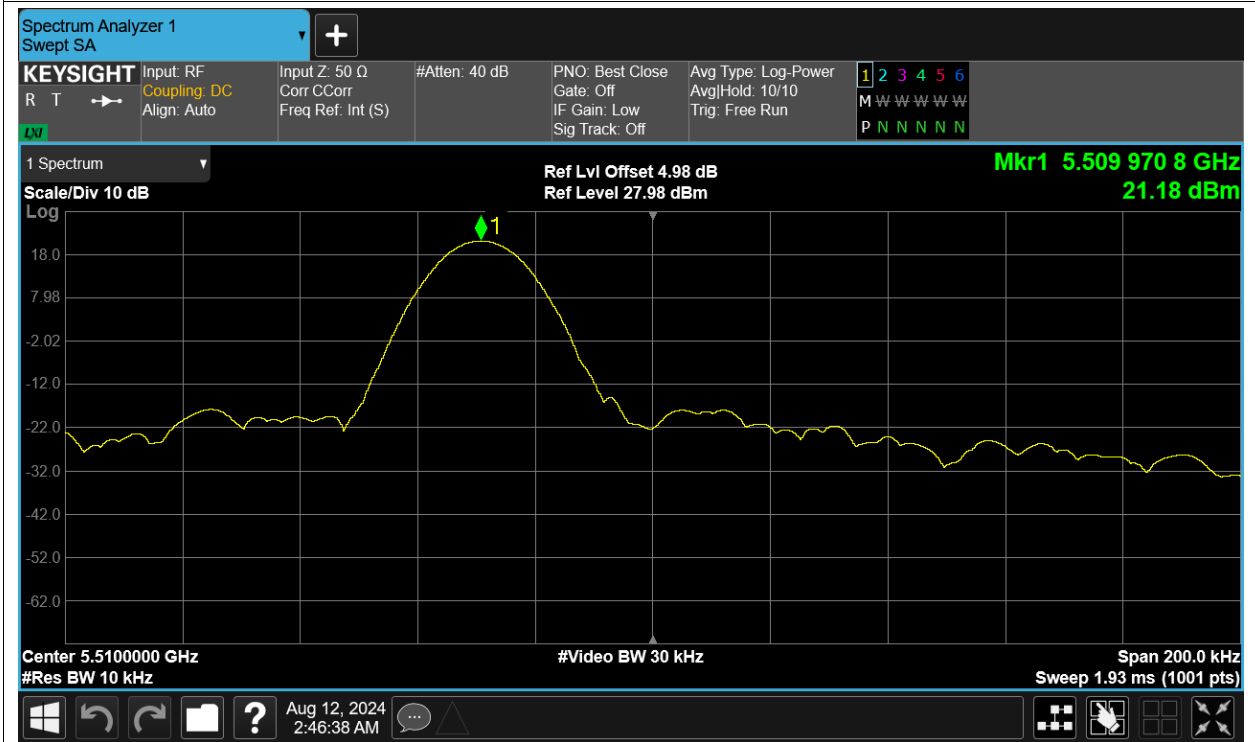 Spectrum Analyzer 1
Swept SA
+
KEYSIGHT Input: RF Input Z: 50 Ω #Atten: 40 dB PNO: Best Close Avg Type: Log-Power 1 2 3 4 5 6
R T Coupling: DC Corr CCorr Gate: Off Avg|Hold: 10/10 M W W W W W
Align: Auto Freq Ref: Int (S) IF Gain: Low Trig: Free Run
LXI Sig Track: Off P N N N N N
1 Spectrum Ref Lvl Offset 4.98 dB Mkr1 5.509 970 8 GHz
Scale/Div 10 dB Ref Level 27.98 dBm 21.18 dBm
Log
1
18.0
7.98
-2.02
-12.0
-22.0
-32.0
-42.0
-52.0
-62.0
Center 5.5100000 GHz #Video BW 30 kHz Span 200.0 kHz
#Res BW 10 kHz Sweep 1.93 ms (1001 pts)
? Aug 12, 2024
2:46:38 AM